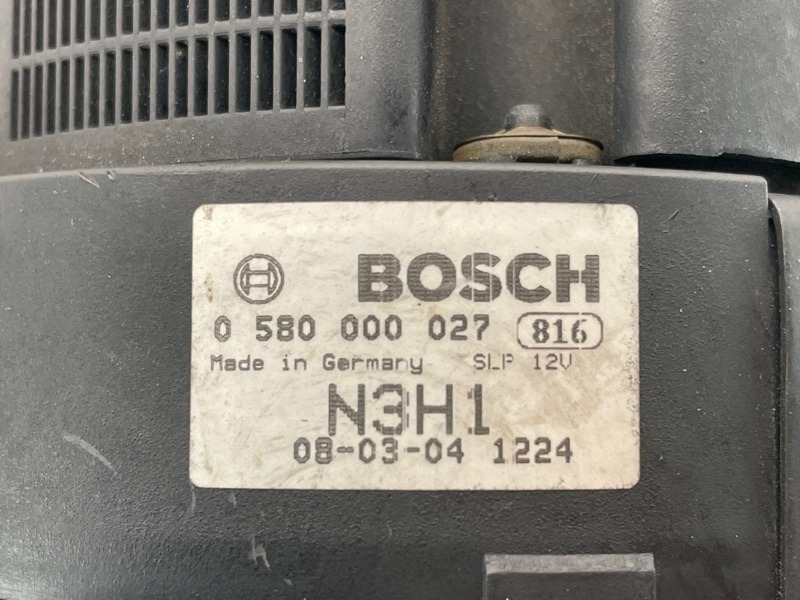 BOSCH
0 580 000 027 816
Made in Germany SLP 12V
N3H1
08-03-04 1224